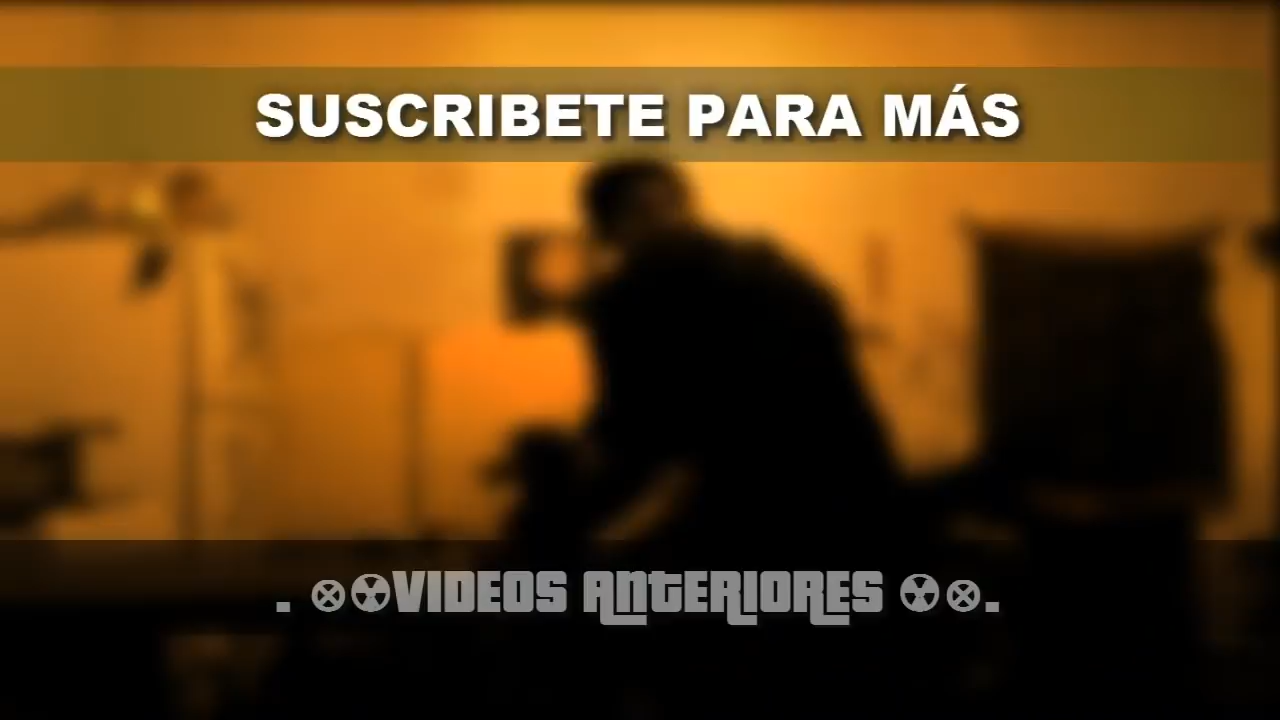 SUSCRIBETE PARA MÁS
. ⊗☢VIDEOS ANTERIORES ☢⊗.